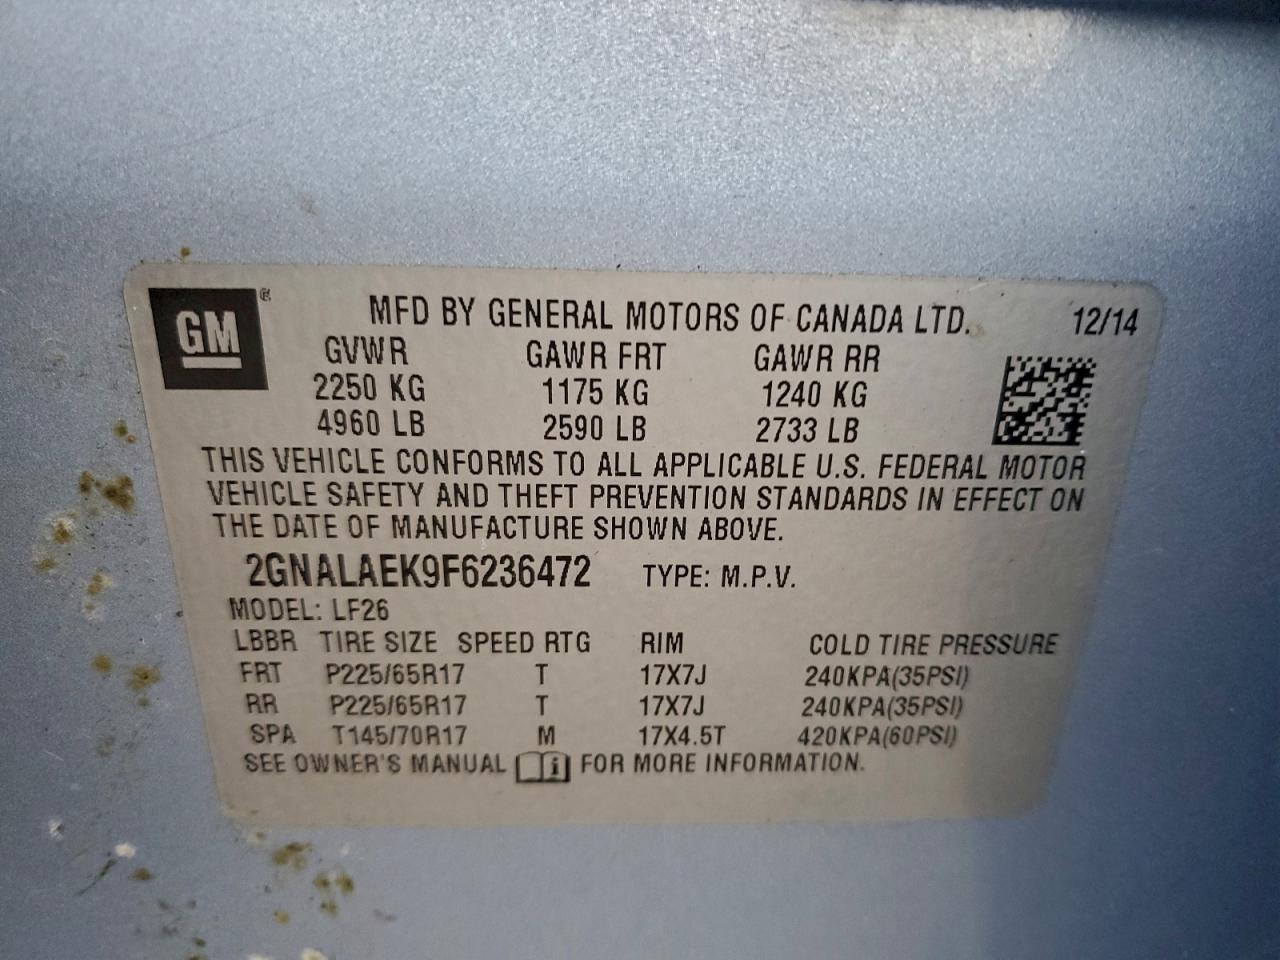 GM ®
MFD BY GENERAL MOTORS OF CANADA LTD. 12/14
GVWR GAWR FRT GAWR RR
2250 KG 1175 KG 1240 KG
4960 LB 2590 LB 2733 LB
THIS VEHICLE CONFORMS TO ALL APPLICABLE U.S. FEDERAL MOTOR
VEHICLE SAFETY AND THEFT PREVENTION STANDARDS IN EFFECT ON
THE DATE OF MANUFACTURE SHOWN ABOVE.
2GNALAEK9F6236472 TYPE: M.P.V.
MODEL: LF26
LBBR TIRE SIZE SPEED RTG RIM COLD TIRE PRESSURE
FRT P225/65R17 T 17X7J 240KPA(35PSI)
RR P225/65R17 T 17X7J 240KPA(35PSI)
SPA T145/70R17 M 17X4.5T 420KPA(60PSI)
SEE OWNER'S MANUAL i FOR MORE INFORMATION.